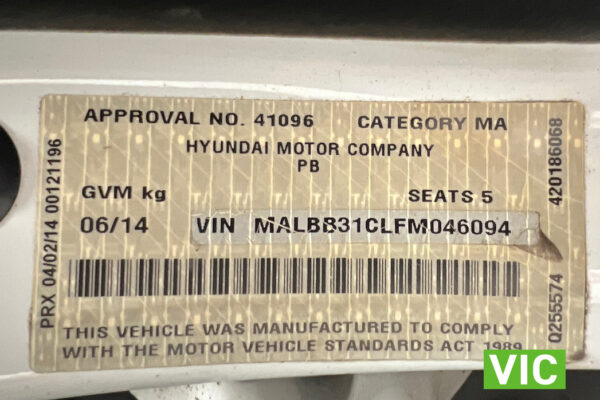 APPROVAL NO. 41096 CATEGORY MA
HYUNDAI MOTOR COMPANY
PB
GVM kg SEATS 5
06/14 VIN MALBB31CLFM046094
THIS VEHICLE WAS MANUFACTURED TO COMPLY
WITH THE MOTOR VEHICLE STANDARDS ACT 1989
PRX 04/02/14 00121196
420186068
Q255574
VIC